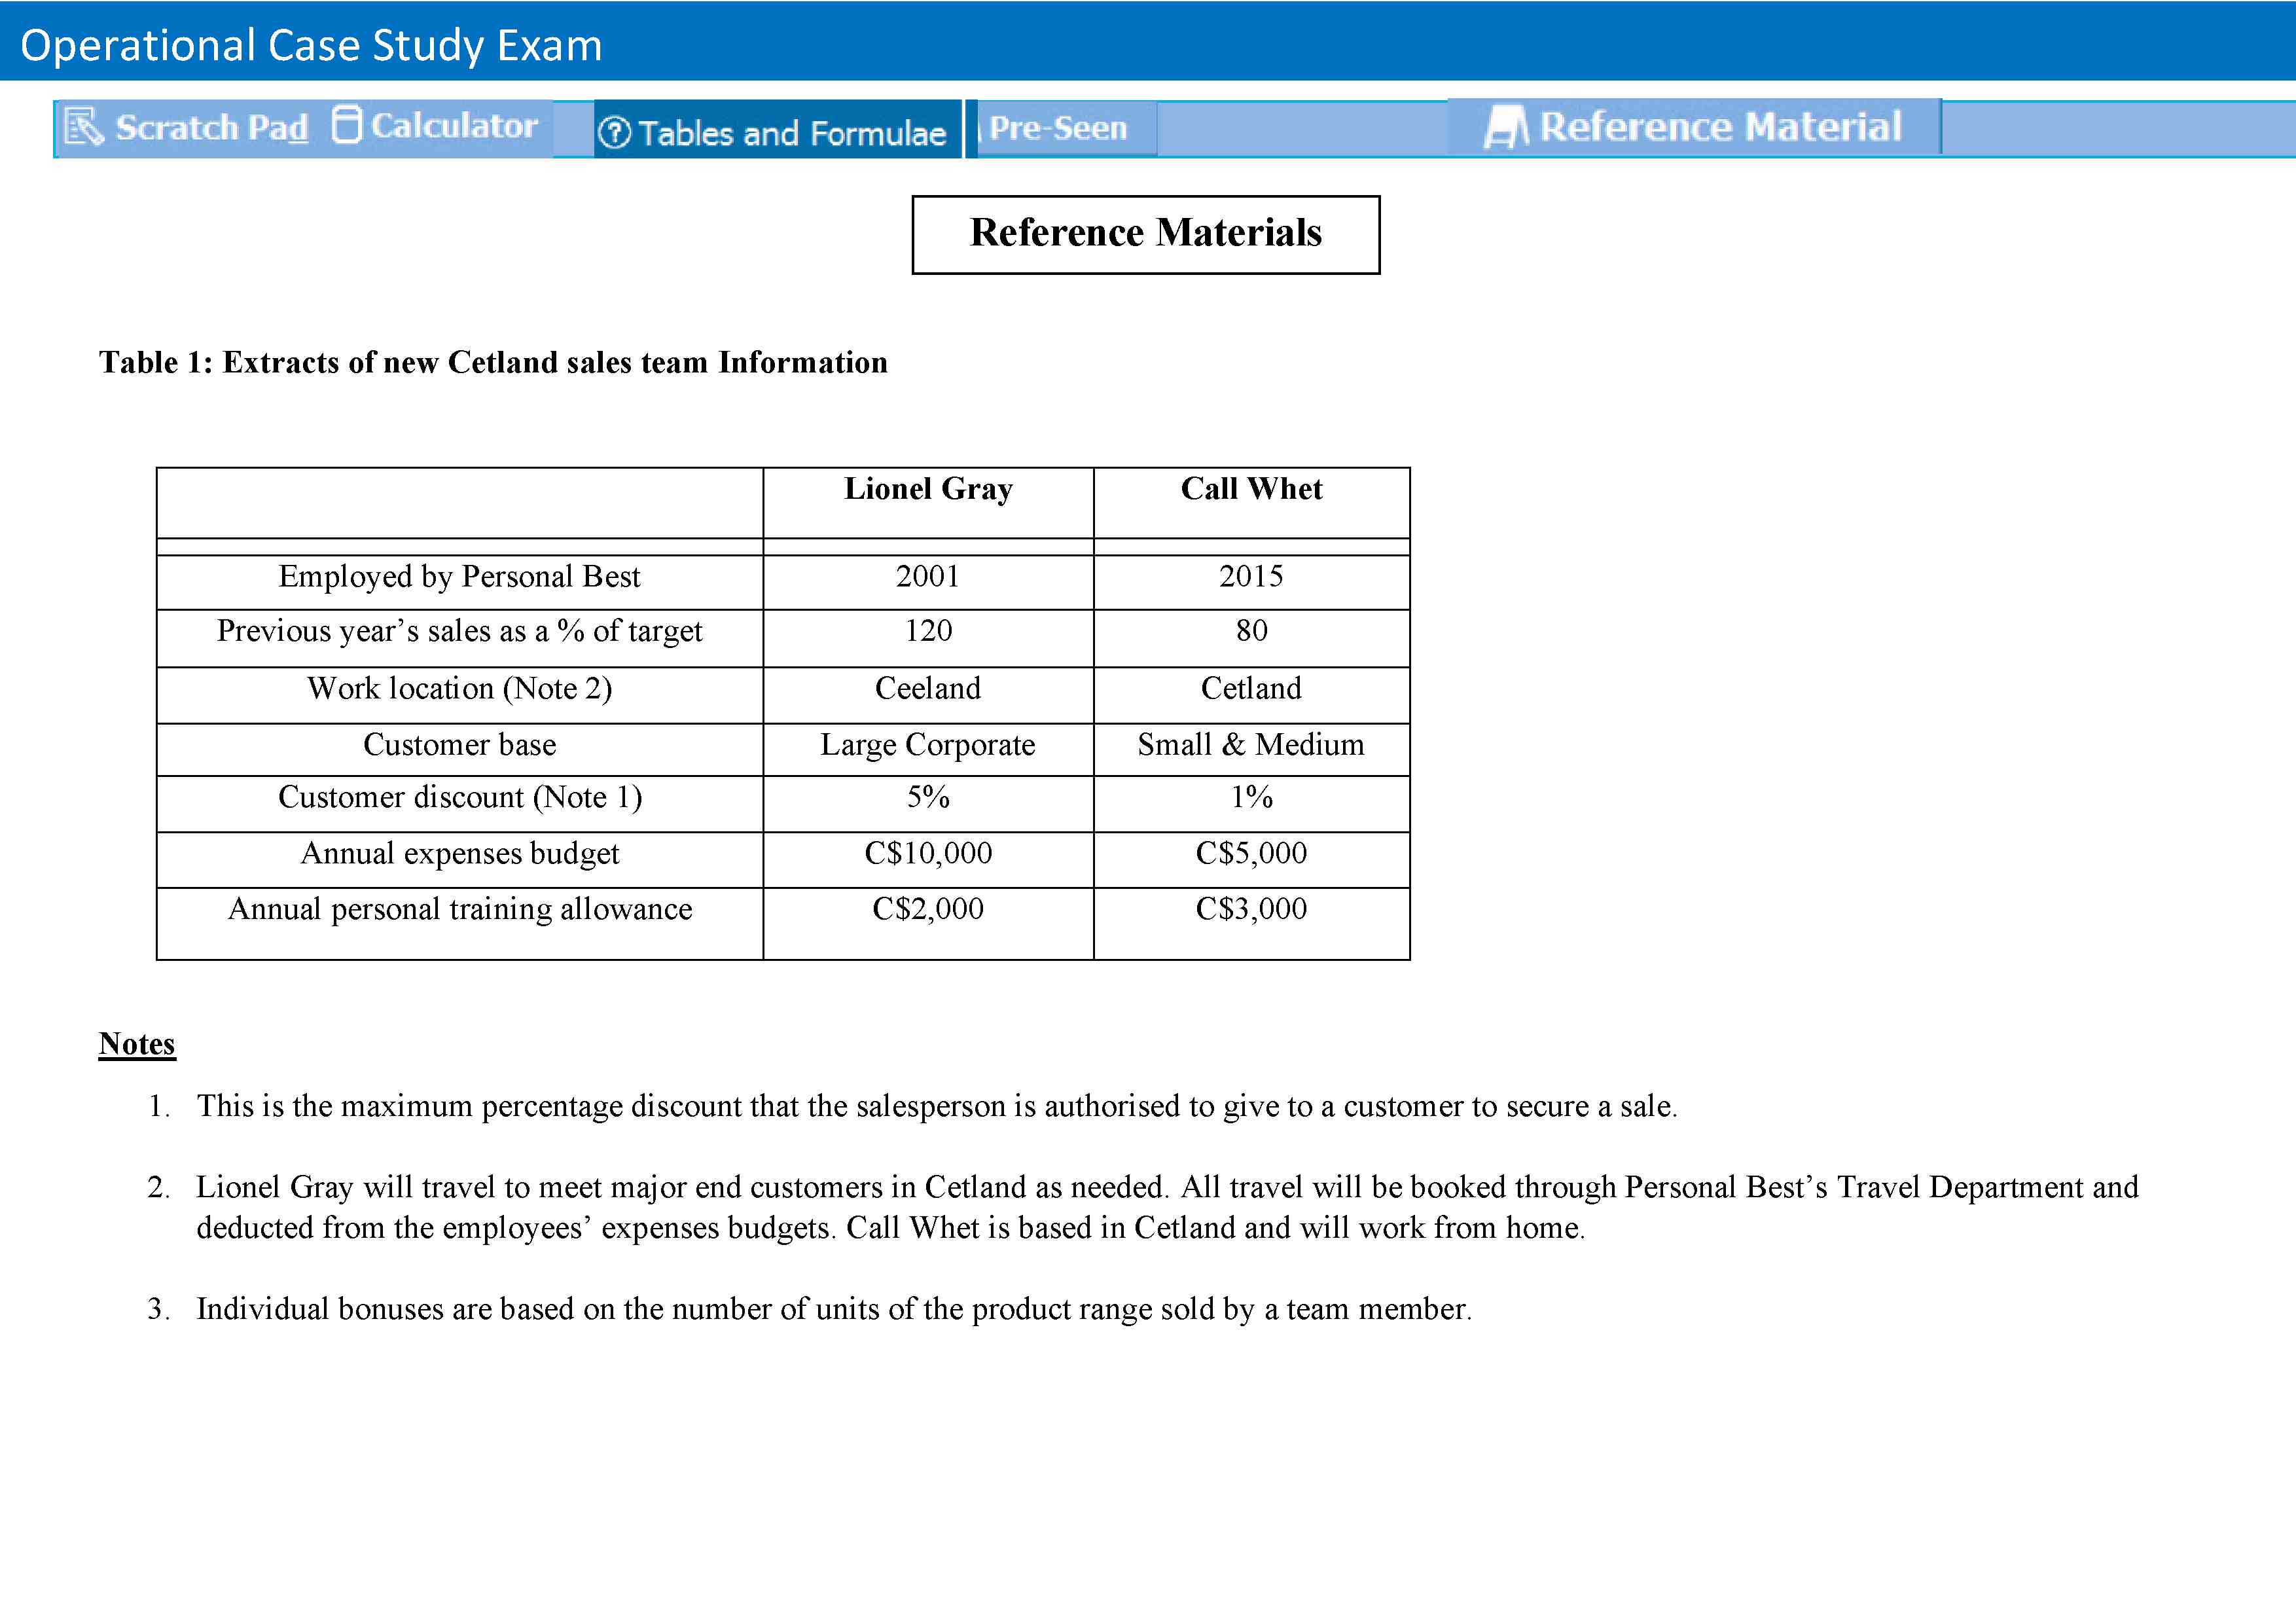 Operational Case Study Exam
Scratch Pad Calculator Tables and Formulae Pre-Seen Reference Material
Reference Materials
Table 1: Extracts of new Cetland sales team Information
Lionel Gray Call Whet
Employed by Personal Best 2001 2015
Previous year’s sales as a % of target 120 80
Work location (Note 2) Ceeland Cetland
Customer base Large Corporate Small & Medium
Customer discount (Note 1) 5% 1%
Annual expenses budget C$10,000 C$5,000
Annual personal training allowance C$2,000 C$3,000
Notes
1. This is the maximum percentage discount that the salesperson is authorised to give to a customer to secure a sale.
2. Lionel Gray will travel to meet major end customers in Cetland as needed. All travel will be booked through Personal Best’s Travel Department and
deducted from the employees’ expenses budgets. Call Whet is based in Cetland and will work from home.
3. Individual bonuses are based on the number of units of the product range sold by a team member.